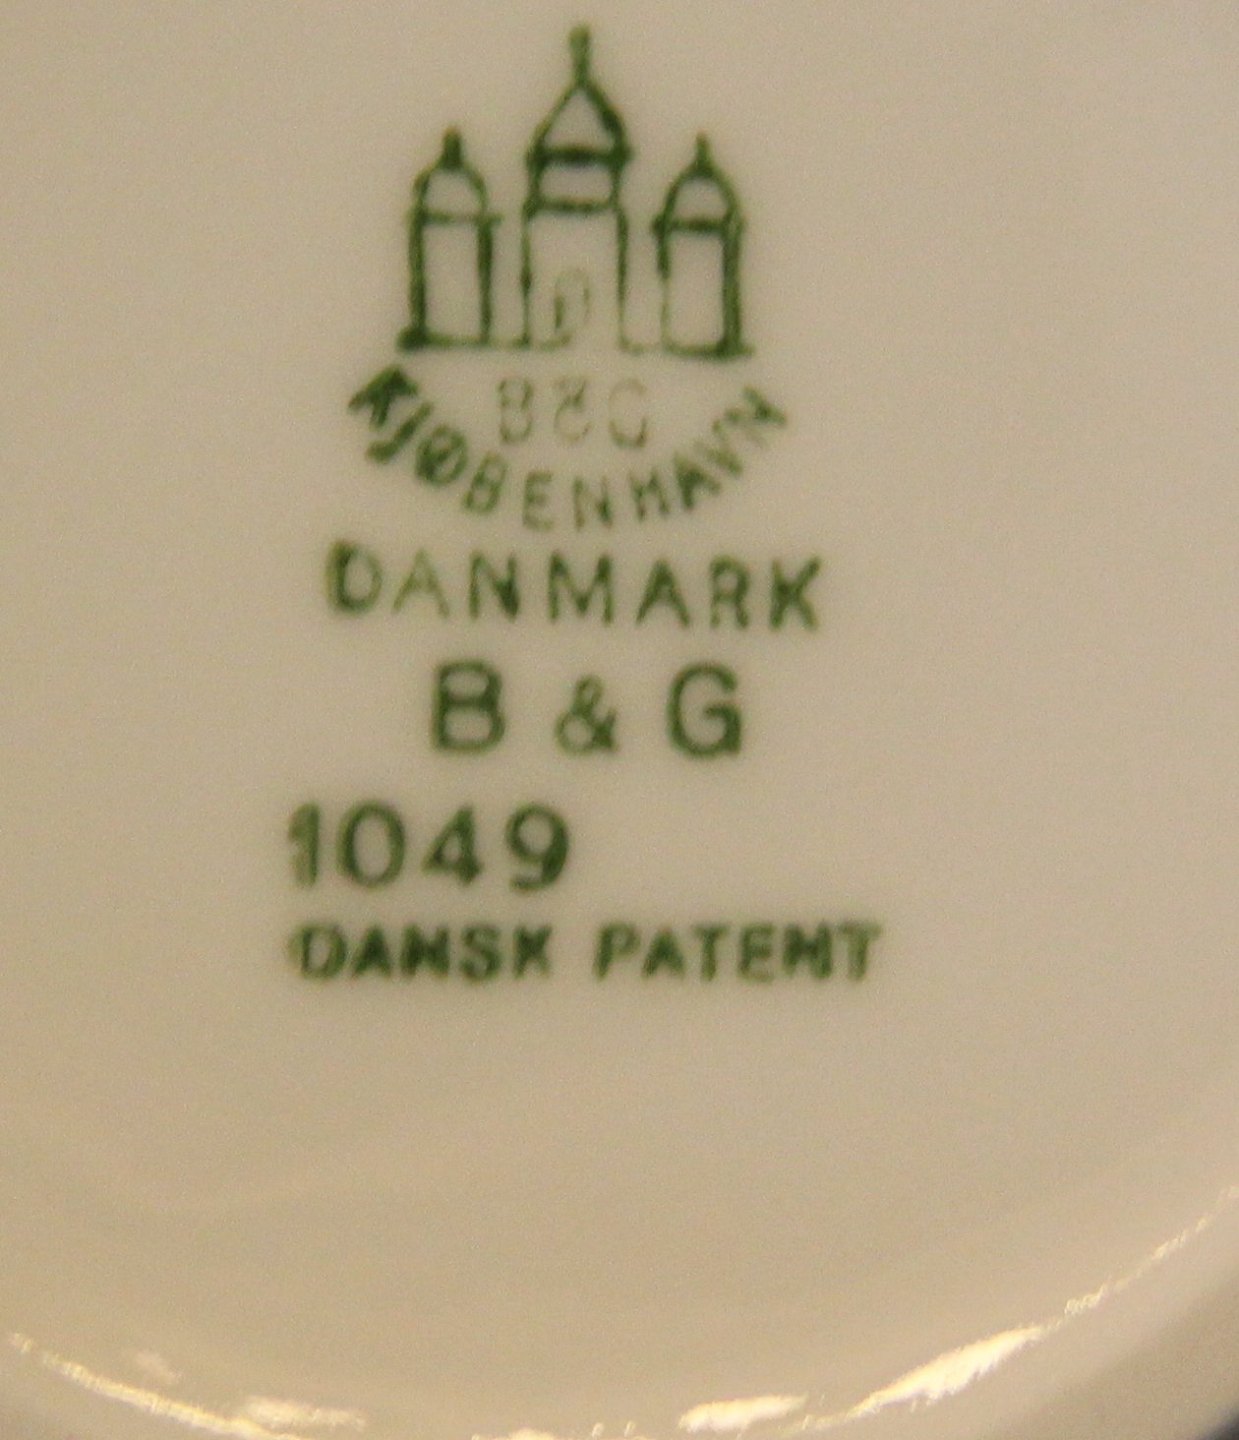 B&G
KJØBENHAVN
DANMARK
B & G
1049
DANSK PATENT